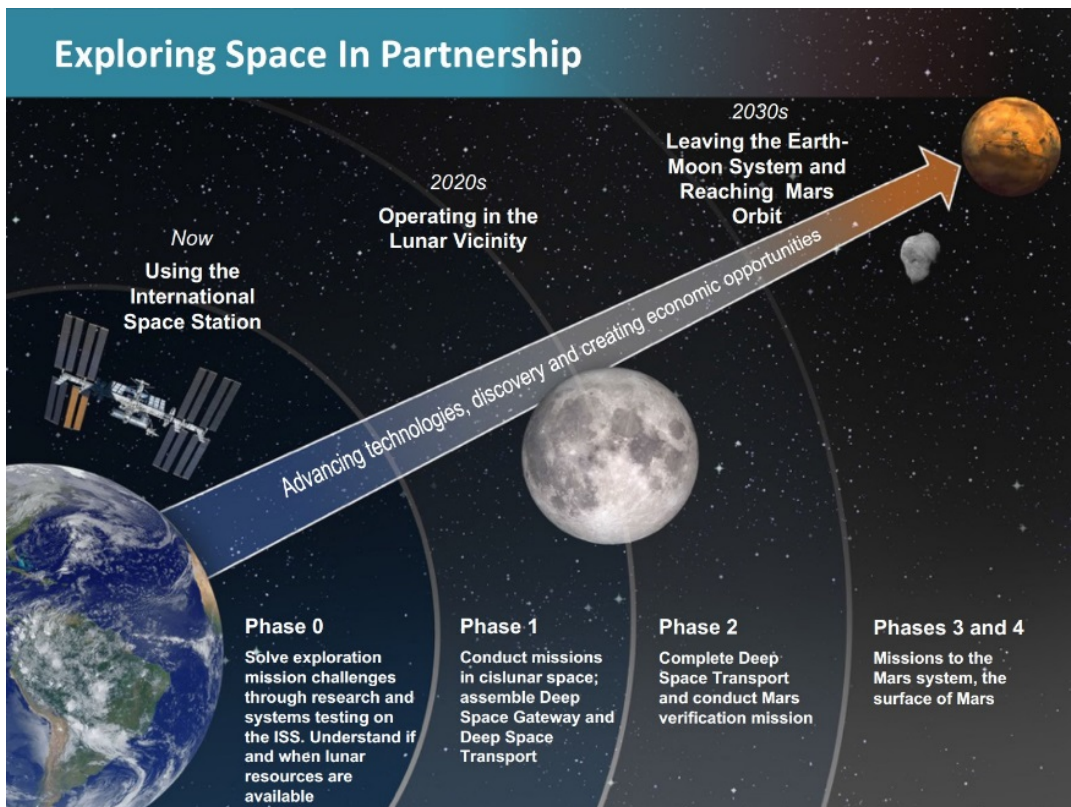 Exploring Space In Partnership
Now
Using the
International
Space Station
2020s
Operating in the
Lunar Vicinity
2030s
Leaving the Earth-
Moon System and
Reaching Mars
Orbit
Advancing technologies, discovery and creating economic opportunities
Phase 0
Solve exploration
mission challenges
through research and
systems testing on
the ISS. Understand if
and when lunar
resources are
available
Phase 1
Conduct missions
in cislunar space;
assemble Deep
Space Gateway and
Deep Space
Transport
Phase 2
Complete Deep
Space Transport
and conduct Mars
verification mission
Phases 3 and 4
Missions to the
Mars system, the
surface of Mars